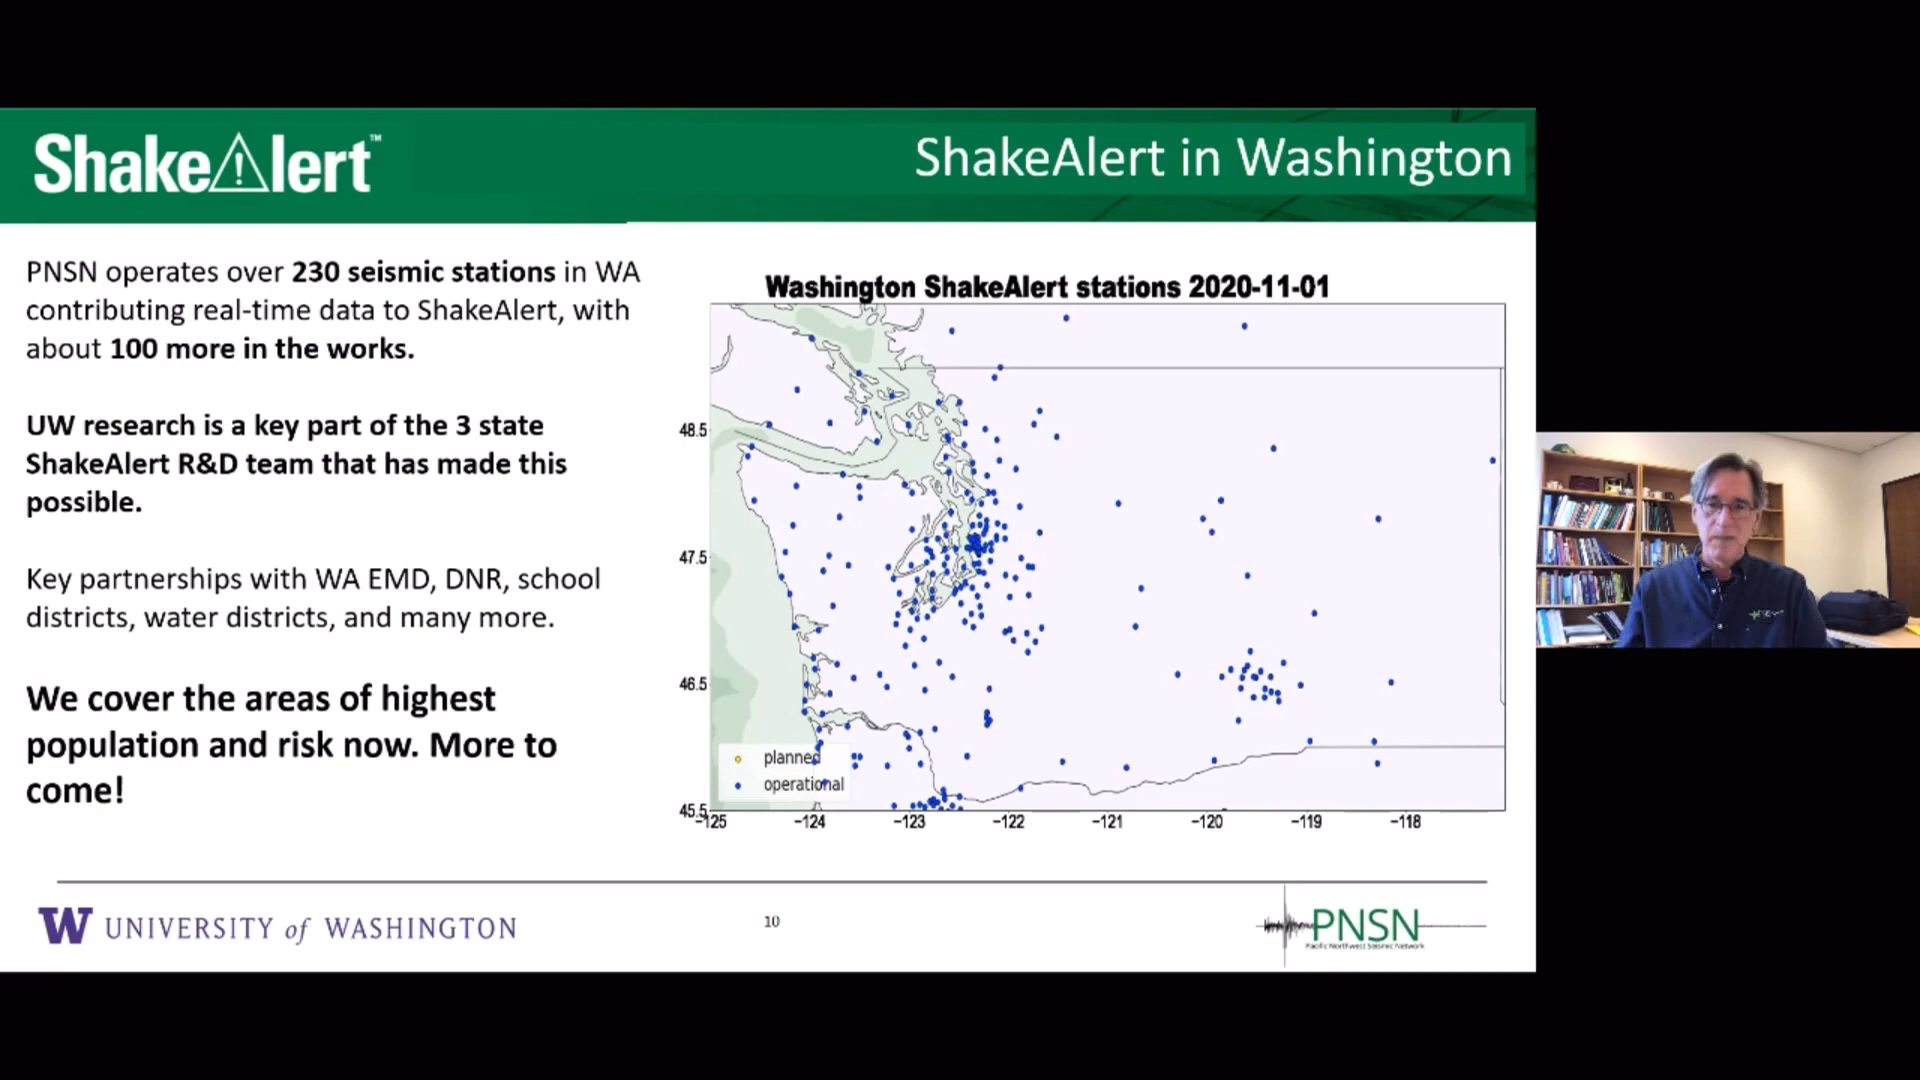 ShakeAlert™
ShakeAlert in Washington
PNSN operates over 230 seismic stations in WA
contributing real-time data to ShakeAlert, with
about 100 more in the works.
UW research is a key part of the 3 state
ShakeAlert R&D team that has made this
possible.
Key partnerships with WA EMD, DNR, school
districts, water districts, and many more.
We cover the areas of highest
population and risk now. More to
come!
Washington ShakeAlert stations 2020-11-01
48.5
47.5
46.5
45.5
planned
operational
−125 −124 −123 −122 −121 −120 −119 −118
W UNIVERSITY of WASHINGTON
10
PNSN
Pacific Northwest Seismic Network